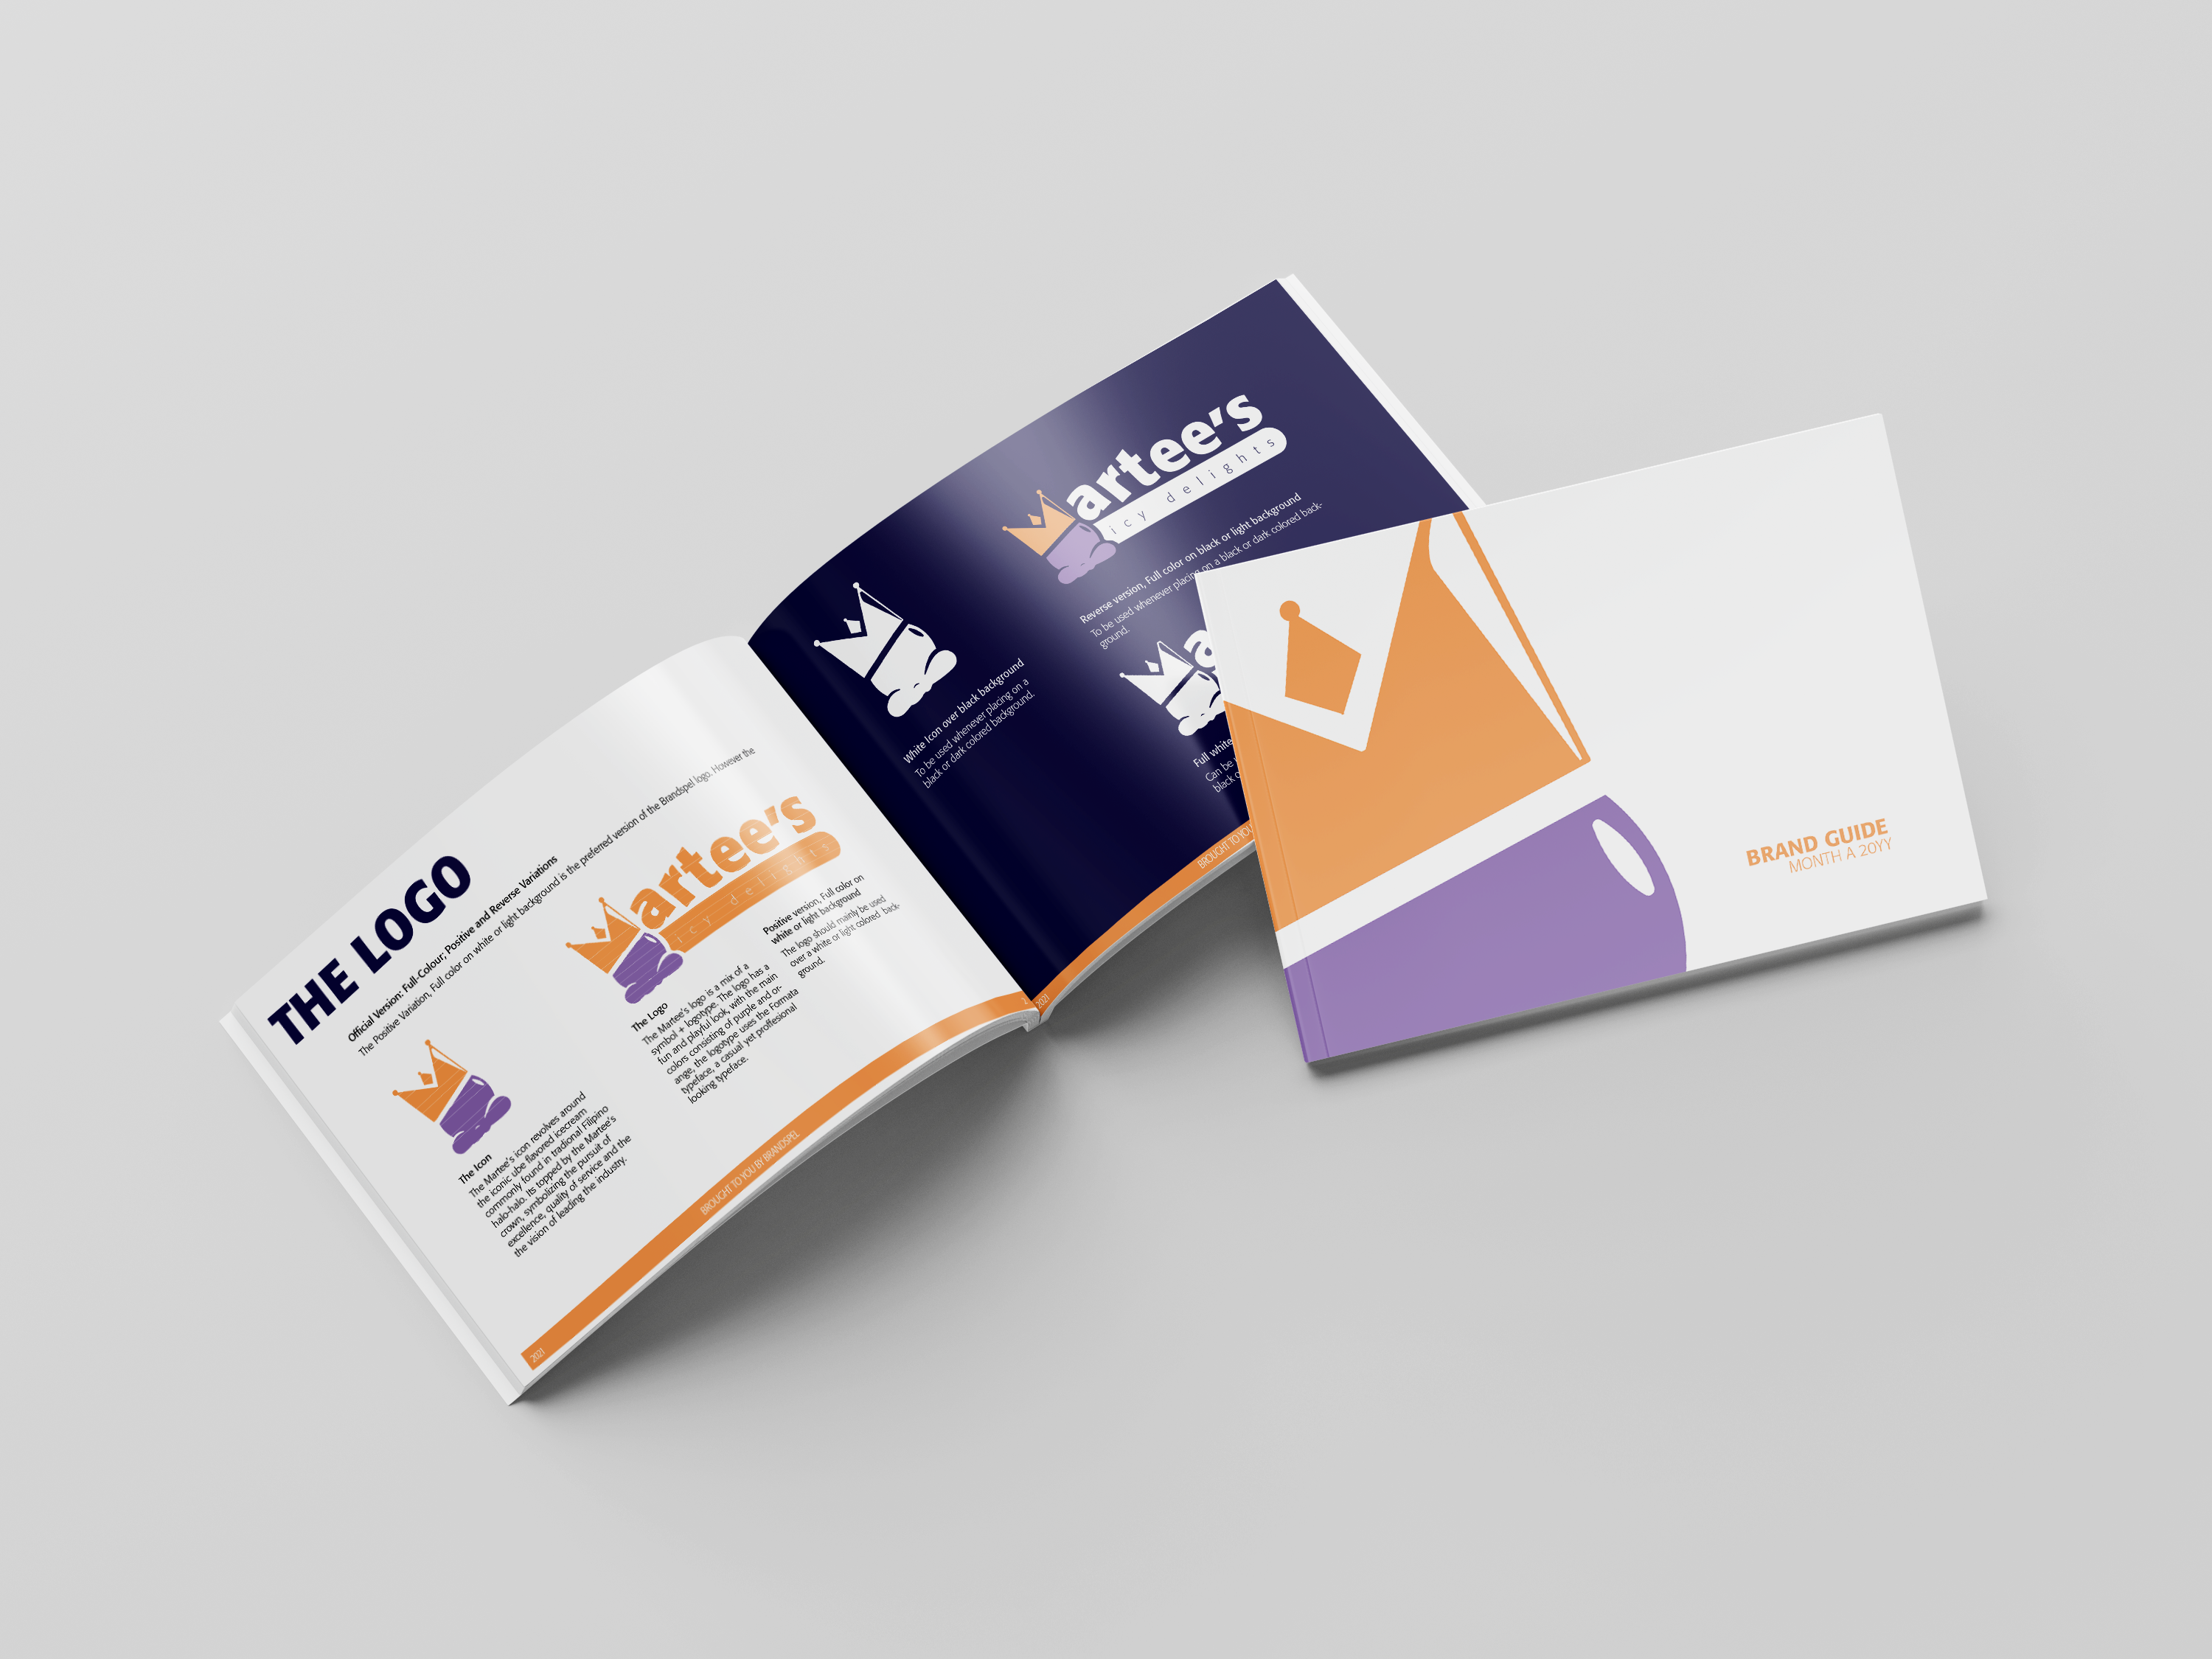 THE LOGO
Official Version: Full-Colour; Positive and Reverse Variations
The Positive Variation, Full color on white or light background is the preferred version of the Brandspel logo. However the
The Icon
The Martee's icon revolves around
the iconic ube flavored icecream
commonly found in tradional Filipino
halo-halo. Its topped by the Martee's
crown, symbolizing the pursuit of
excellence, quality of service and the
the vision of leading the industry.
artee's
icy delights
The Logo
The Martee's logo is a mix of a
symbol + logotype. The logo has a
fun and playful look, with the main
colors consisting of purple and or-
ange, the logotype uses the Formata
typeface, a casual yet proffesional
looking typeface.
Positive version, Full color on
white or light background
The logo should mainly be used
over a white or light colored back-
ground.
2021
BROUGHT TO YOU BY BRANDSPEL
White Icon over black background
To be used whenever placing on a
black or dark colored background.
artee's
icy delights
Reverse version, Full color on black or light background
To be used whenever placing on a black or dark colored back-
ground.
a
Full white
Can be
black o
2021
BROUGHT TO YOU
BRAND GUIDE
MONTH A 20YY